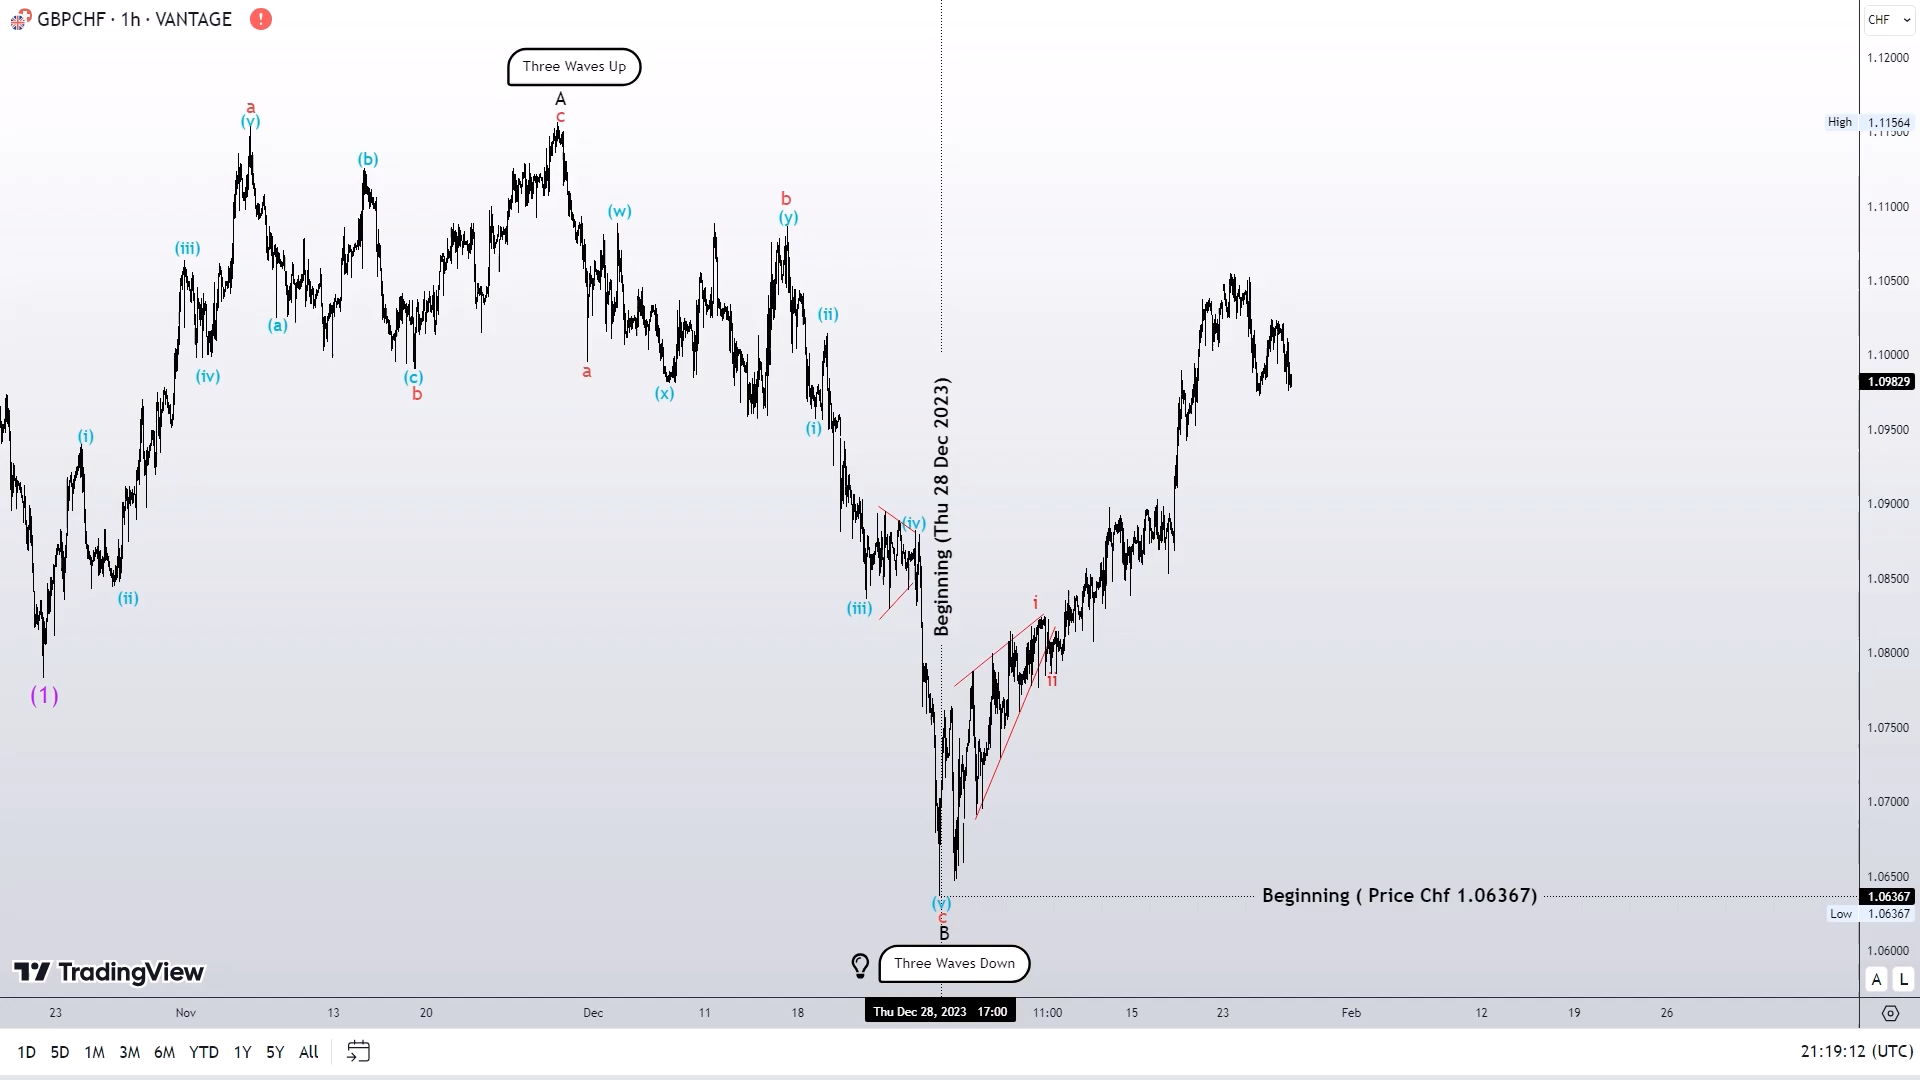 GBPCHF · 1h · VANTAGE
!
CHF
Three Waves Up
1.12000
A
a
c
(v)
High 1.11564
1.11500
(b)
b
(w)
1.11000
(y)
(iii)
1.10500
(ii)
(a)
1.10000
a
(iv)
(c)
1.09829
b
(x)
(i)
(i)
1.09500
Beginning (Thu 28 Dec 2023)
1.09000
(iv)
1.08500
(ii)
(iii)
i
1.08000
ii
(1)
1.07500
1.07000
1.06500
Beginning ( Price Chf 1.06367)
1.06367
(v)
c
Low 1.06367
B
1.06000
Three Waves Down
TradingView
A L
23 Nov 13 20 Dec 11 18 Thu Dec 28, 2023 17:00 11:00 15 23 Feb 12 19 26
1D 5D 1M 3M 6M YTD 1Y 5Y All
21:19:12 (UTC)